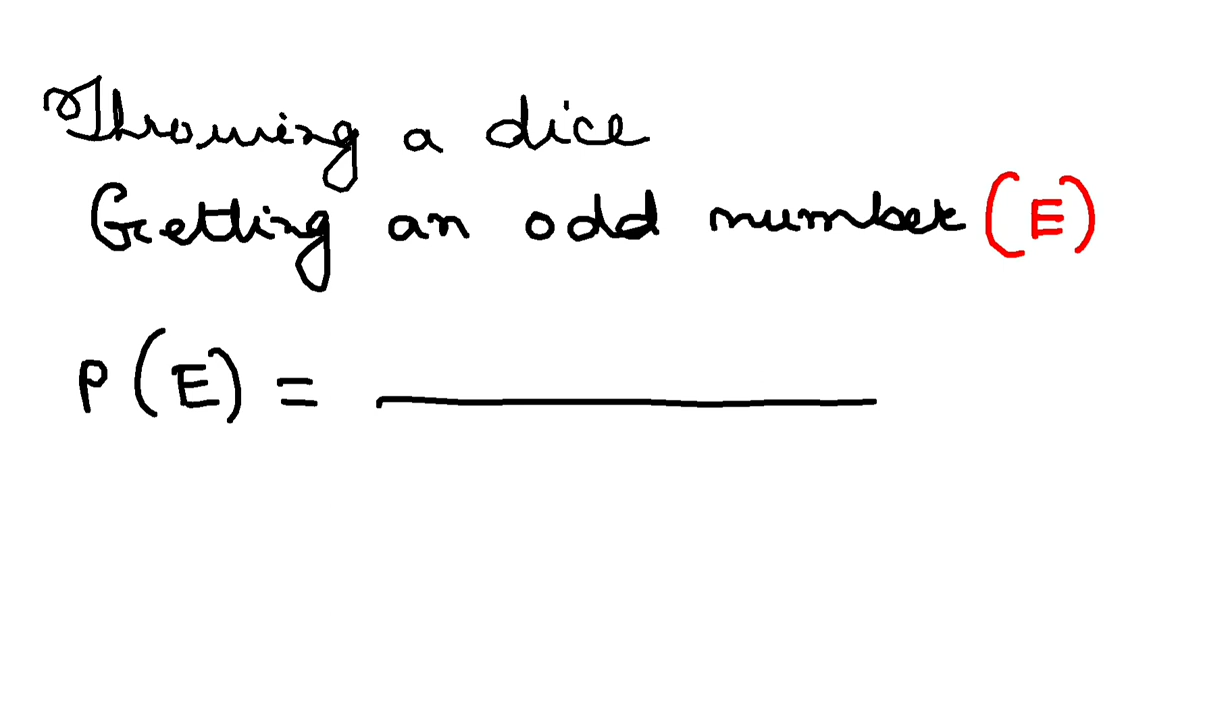 Throwing a dice
Getting an odd number (E)
P(E) =